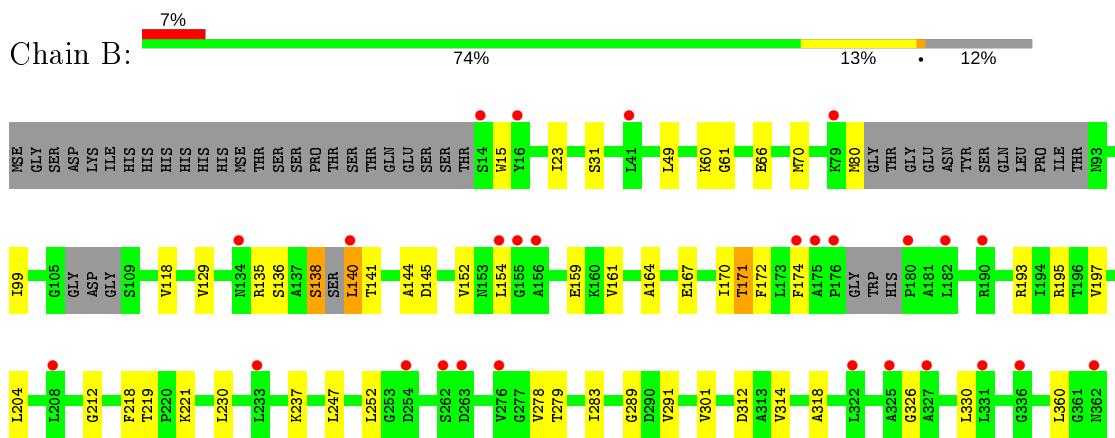 7%
Chain B:
74% 13% • 12%
MSE GLY SER ASP LYS ILE HIS HIS HIS HIS HIS HIS MSE THR SER SER PRO THR SER THR THR GLN GLU SER SER THR S14 W15 Y16 I23 S31 L41 L49 K60 G61 E66 M70 K79 M80 GLY THR GLY GLU ASN TYR SER GLN LEU PRO ILE THR N93
I99 G105 GLY ASP GLY S109 V118 V129 N134 R135 S136 A137 S138 SER L140 T141 A144 D145 V152 N153 L154 G155 A156 E159 K160 V161 A164 E167 I170 T171 F172 L173 F174 A175 P176 GLY TRP HIS P180 A181 L182 R190 R193 I194 R195 T196 V197
L204 L208 G212 F218 T219 P220 K221 L230 L233 K237 L247 L252 G253 D254 S262 D263 V276 G277 V278 T279 I283 G289 D290 V291 V301 D312 A313 V314 A318 L322 A325 G326 A327 L330 L331 G336 L360 G361 N362